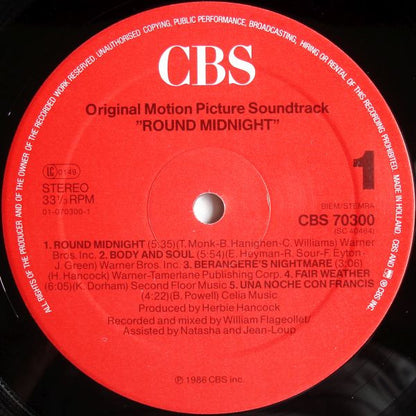 ALL RIGHTS OF THE PRODUCER AND OF THE OWNER OF THE RECORDED WORK RESERVED. UNAUTHORISED COPYING, PUBLIC PERFORMANCE, BROADCASTING, HIRING OR RENTAL OF THIS RECORDING PROHIBITED. MADE IN HOLLAND. CBS AND ARE ® CBS INC.
CBS
Original Motion Picture Soundtrack
"ROUND MIDNIGHT"
LC 0149
STEREO
33⅓ RPM
01-070300-1
1
BIEM/STEMRA
CBS 70300
(SC 40464)
1. ROUND MIDNIGHT (5:35)(T. Monk-B. Hanignen-C. Williams) Warner
Bros. Inc. 2. BODY AND SOUL (5:54)(E. Heyman-R. Sour-F. Eyton-
J. Green) Warner Bros. Inc. 3. BERANGERE'S NIGHTMARE (3:06)
(H. Hancock) Warner-Tamerlane Publishing Corp. 4. FAIR WEATHER
(6:05)(K. Dorham) Second Floor Music 5. UNA NOCHE CON FRANCIS
(4:22)(B. Powell) Celia Music
Produced by Herbie Hancock
Recorded and mixed by William Flageollet/
Assisted by Natasha and Jean-Loup
℗ 1986 CBS Inc.